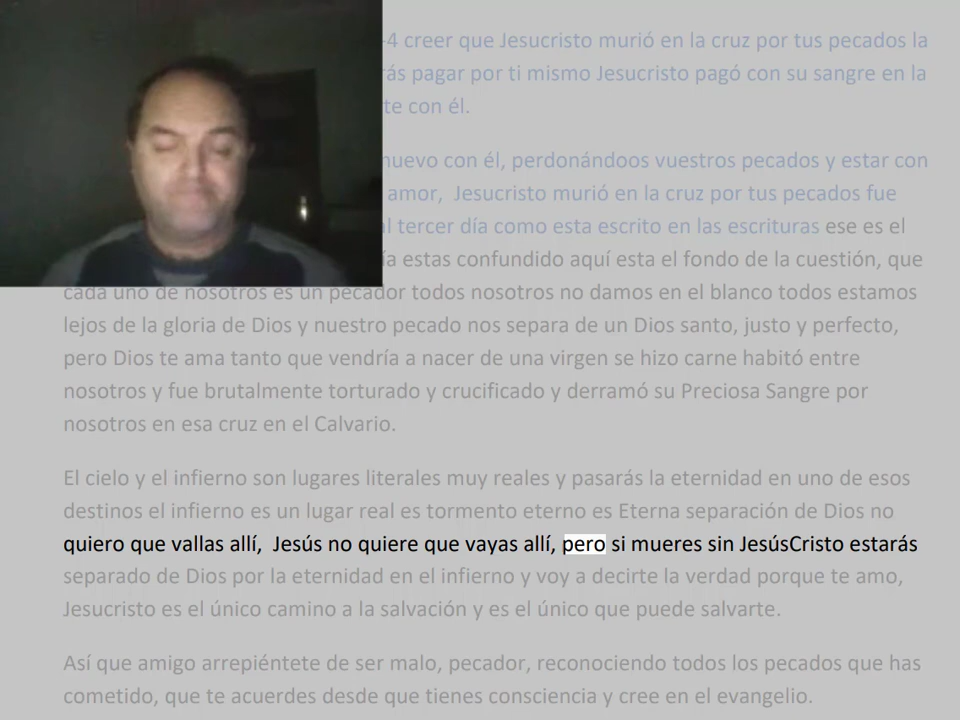 -4 creer que Jesucristo murió en la cruz por tus pecados la
ás pagar por ti mismo Jesucristo pagó con su sangre en la
te con él.
nuevo con él, perdonándoos vuestros pecados y estar con
amor, Jesucristo murió en la cruz por tus pecados fue
al tercer día como esta escrito en las escrituras ese es el
ía estas confundido aquí esta el fondo de la cuestión, que
cada uno de nosotros es un pecador todos nosotros no damos en el blanco todos estamos
lejos de la gloria de Dios y nuestro pecado nos separa de un Dios santo, justo y perfecto,
pero Dios te ama tanto que vendría a nacer de una virgen se hizo carne habitó entre
nosotros y fue brutalmente torturado y crucificado y derramó su Preciosa Sangre por
nosotros en esa cruz en el Calvario.
El cielo y el infierno son lugares literales muy reales y pasarás la eternidad en uno de esos
destinos el infierno es un lugar real es tormento eterno es Eterna separación de Dios no
quiero que vallas allí, Jesús no quiere que vayas allí, pero si mueres sin JesúsCristo estarás
separado de Dios por la eternidad en el infierno y voy a decirte la verdad porque te amo,
Jesucristo es el único camino a la salvación y es el único que puede salvarte.
Así que amigo arrepiéntete de ser malo, pecador, reconociendo todos los pecados que has
cometido, que te acuerdes desde que tienes consciencia y cree en el evangelio.